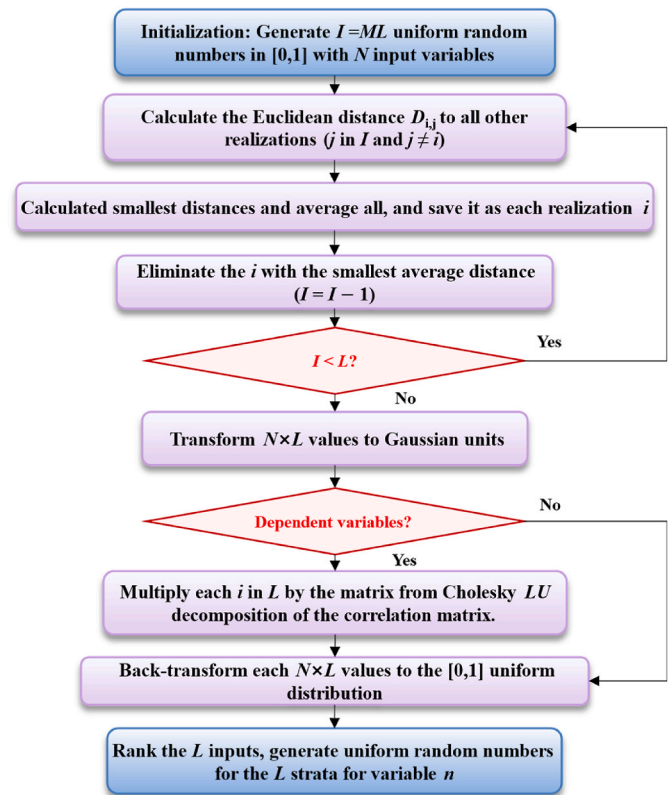 Initialization: Generate I =ML uniform random
numbers in [0,1] with N input variables
Calculate the Euclidean distance Di,j to all other
realizations (j in I and j ≠ i)
Calculated smallest distances and average all, and save it as each realization i
Eliminate the i with the smallest average distance
(I = I − 1)
I < L?
Yes
No
Transform N×L values to Gaussian units
Dependent variables?
No
Yes
Multiply each i in L by the matrix from Cholesky LU
decomposition of the correlation matrix.
Back-transform each N×L values to the [0,1] uniform
distribution
Rank the L inputs, generate uniform random numbers
for the L strata for variable n